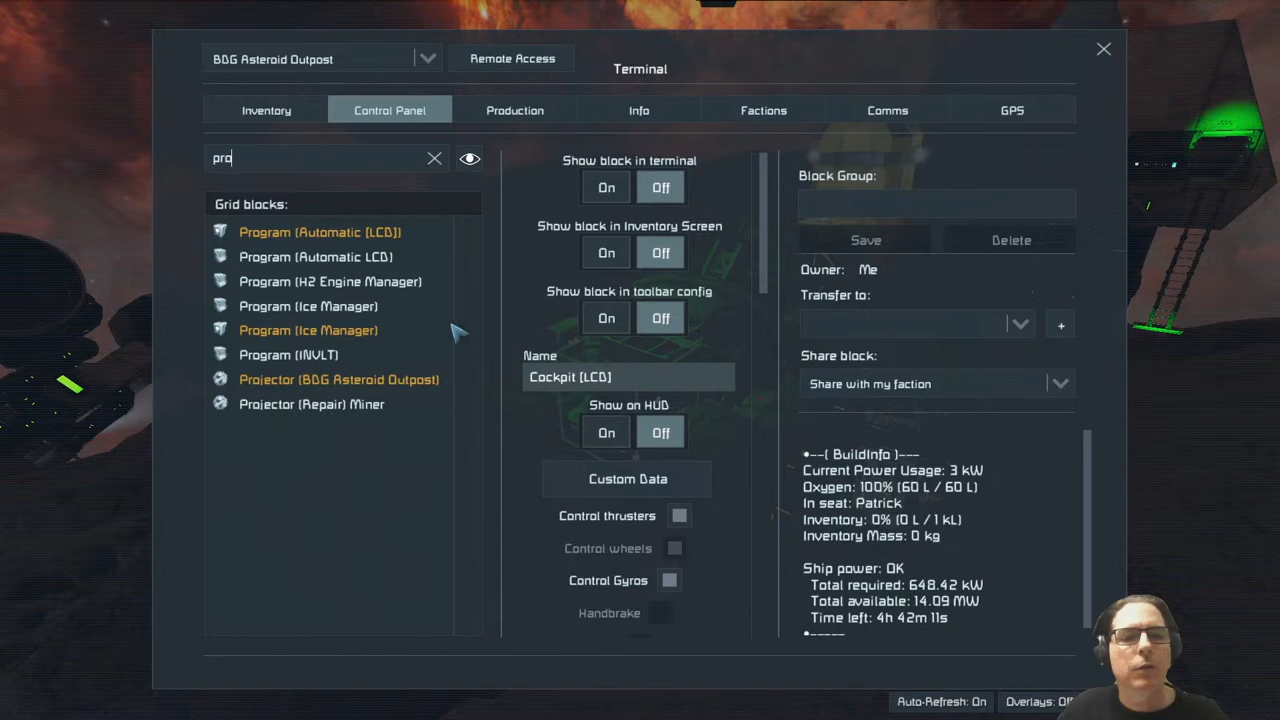 BDG Asteroid Outpost
Remote Access
Terminal
Inventory
Control Panel
Production
Info
Factions
Comms
GPS
pro
Grid blocks:
Program (Automatic [LCD])
Program (Automatic LCD)
Program (H2 Engine Manager)
Program (Ice Manager)
Program (Ice Manager)
Program (INVLT)
Projector (BDG Asteroid Outpost)
Projector (Repair) Miner
Show block in terminal
On Off
Show block in Inventory Screen
On Off
Show block in toolbar config
On Off
Name
Cockpit [LCD]
Show on HUD
On Off
Custom Data
Control thrusters
Control wheels
Control Gyros
Handbrake
Block Group:
Save Delete
Owner: Me
Transfer to:
+
Share block:
Share with my faction
•--( BuildInfo )---
Current Power Usage: 3 kW
Oxygen: 100% (60 L / 60 L)
In seat: Patrick
Inventory: 0% (0 L / 1 kL)
Inventory Mass: 0 kg
Ship power: OK
Total required: 648.42 kW
Total available: 14.09 MW
Time left: 4h 42m 11s
•-----
Auto-Refresh: On
Overlays: Off